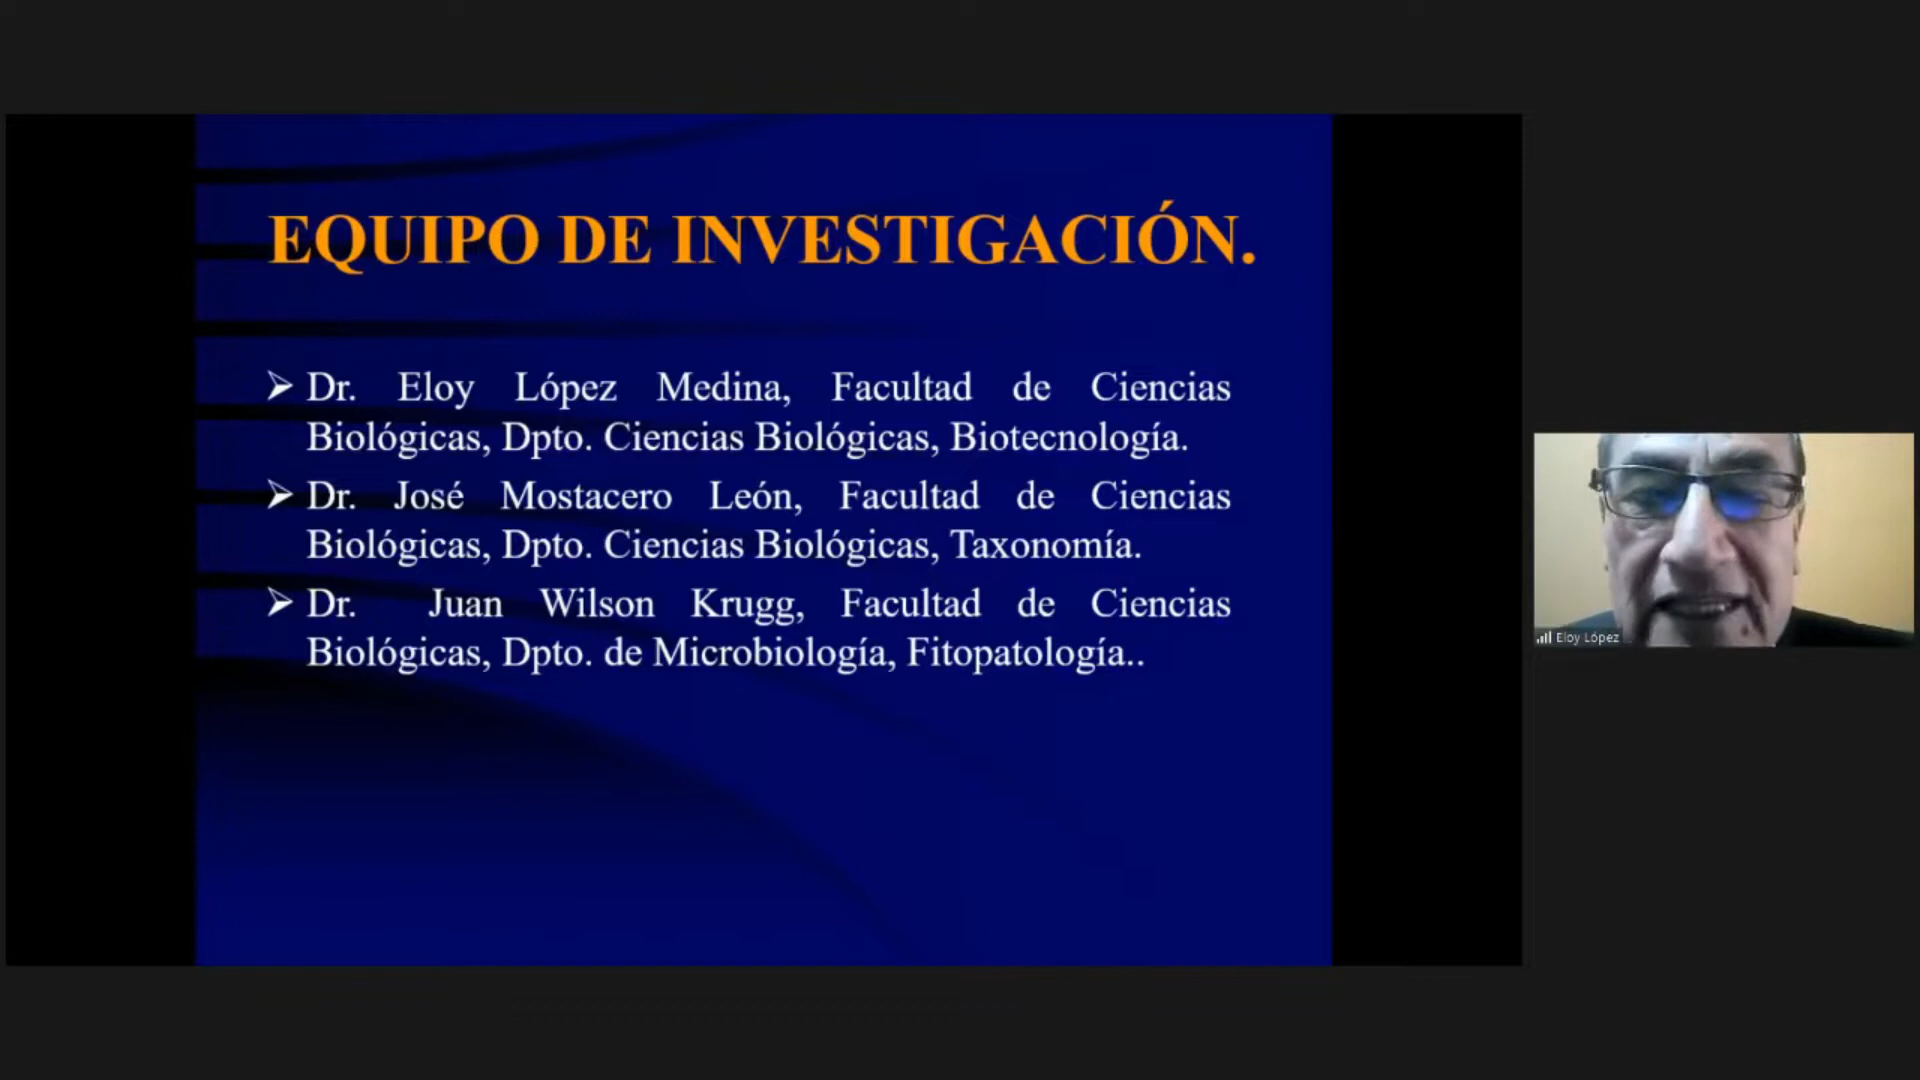 EQUIPO DE INVESTIGACIÓN.
➢ Dr. Eloy López Medina, Facultad de Ciencias
Biológicas, Dpto. Ciencias Biológicas, Biotecnología.
➢ Dr. José Mostacero León, Facultad de Ciencias
Biológicas, Dpto. Ciencias Biológicas, Taxonomía.
➢ Dr. Juan Wilson Krugg, Facultad de Ciencias
Biológicas, Dpto. de Microbiología, Fitopatología..
Eloy López